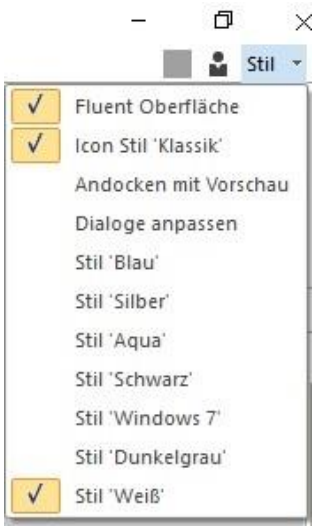 Stil
Fluent Oberfläche
Icon Stil 'Klassik'
Andocken mit Vorschau
Dialoge anpassen
Stil 'Blau'
Stil 'Silber'
Stil 'Aqua'
Stil 'Schwarz'
Stil 'Windows 7'
Stil 'Dunkelgrau'
Stil 'Weiß'